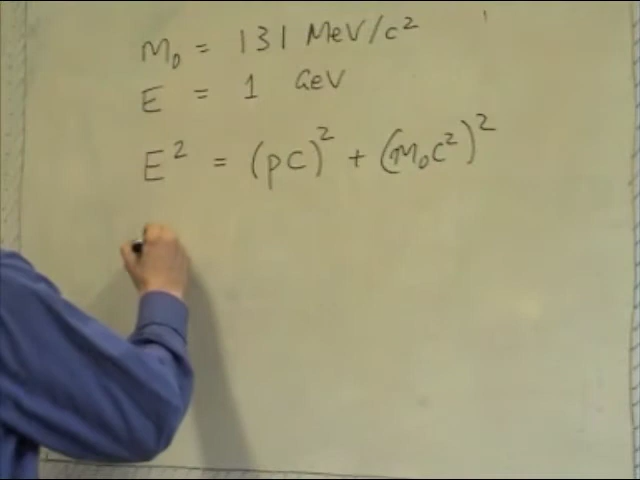 m₀ = 131 MeV/c²
E = 1 GeV
E² = (pc)² + (m₀c²)²